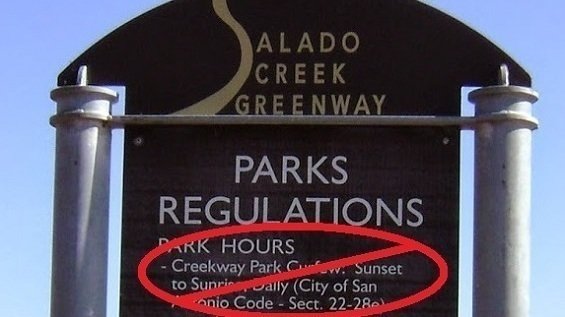 SALADO
CREEK
GREENWAY
PARKS
REGULATIONS
PARK HOURS
- Creekway Park Curfew: Sunset
to Sunrise, Daily (City of San
Antonio Code - Sect. 22-28e)